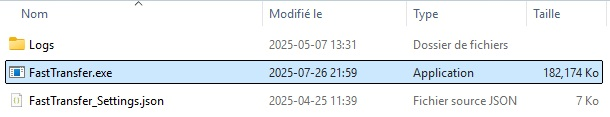 Nom Modifié le Type Taille
Logs 2025-05-07 13:31 Dossier de fichiers
FastTransfer.exe 2025-07-26 21:59 Application 182,174 Ko
FastTransfer_Settings.json 2025-04-25 11:39 Fichier source JSON 7 Ko